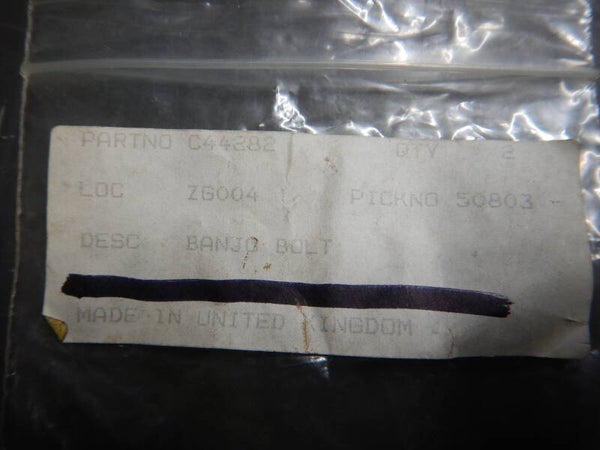 PARTNO C44282 QTY 2
LOC ZG004 PICKNO 50803
DESC BANJO BOLT
MADE IN UNITED KINGDOM